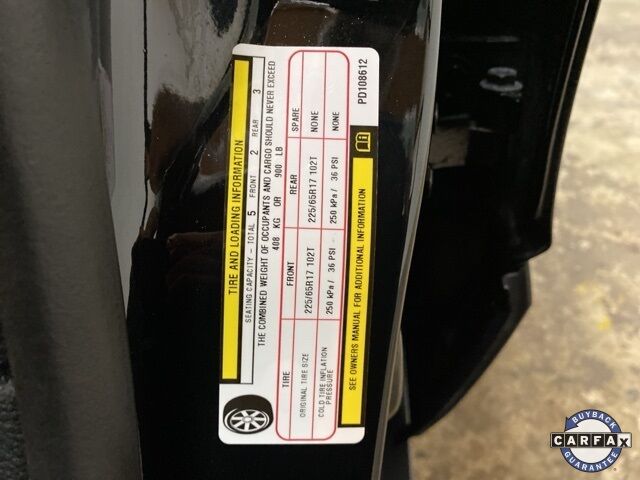 TIRE AND LOADING INFORMATION
SEATING CAPACITY - TOTAL 5 FRONT 2 REAR 3
THE COMBINED WEIGHT OF OCCUPANTS AND CARGO SHOULD NEVER EXCEED
408 KG OR 900 LB
TIRE FRONT REAR SPARE
ORIGINAL TIRE SIZE 225/65R17 102T 225/65R17 102T NONE
COLD TIRE INFLATION PRESSURE 250 kPa / 36 PSI 250 kPa / 36 PSI NONE
SEE OWNERS MANUAL FOR ADDITIONAL INFORMATION
PD108612
BUYBACK
CARFAX
GUARANTEE